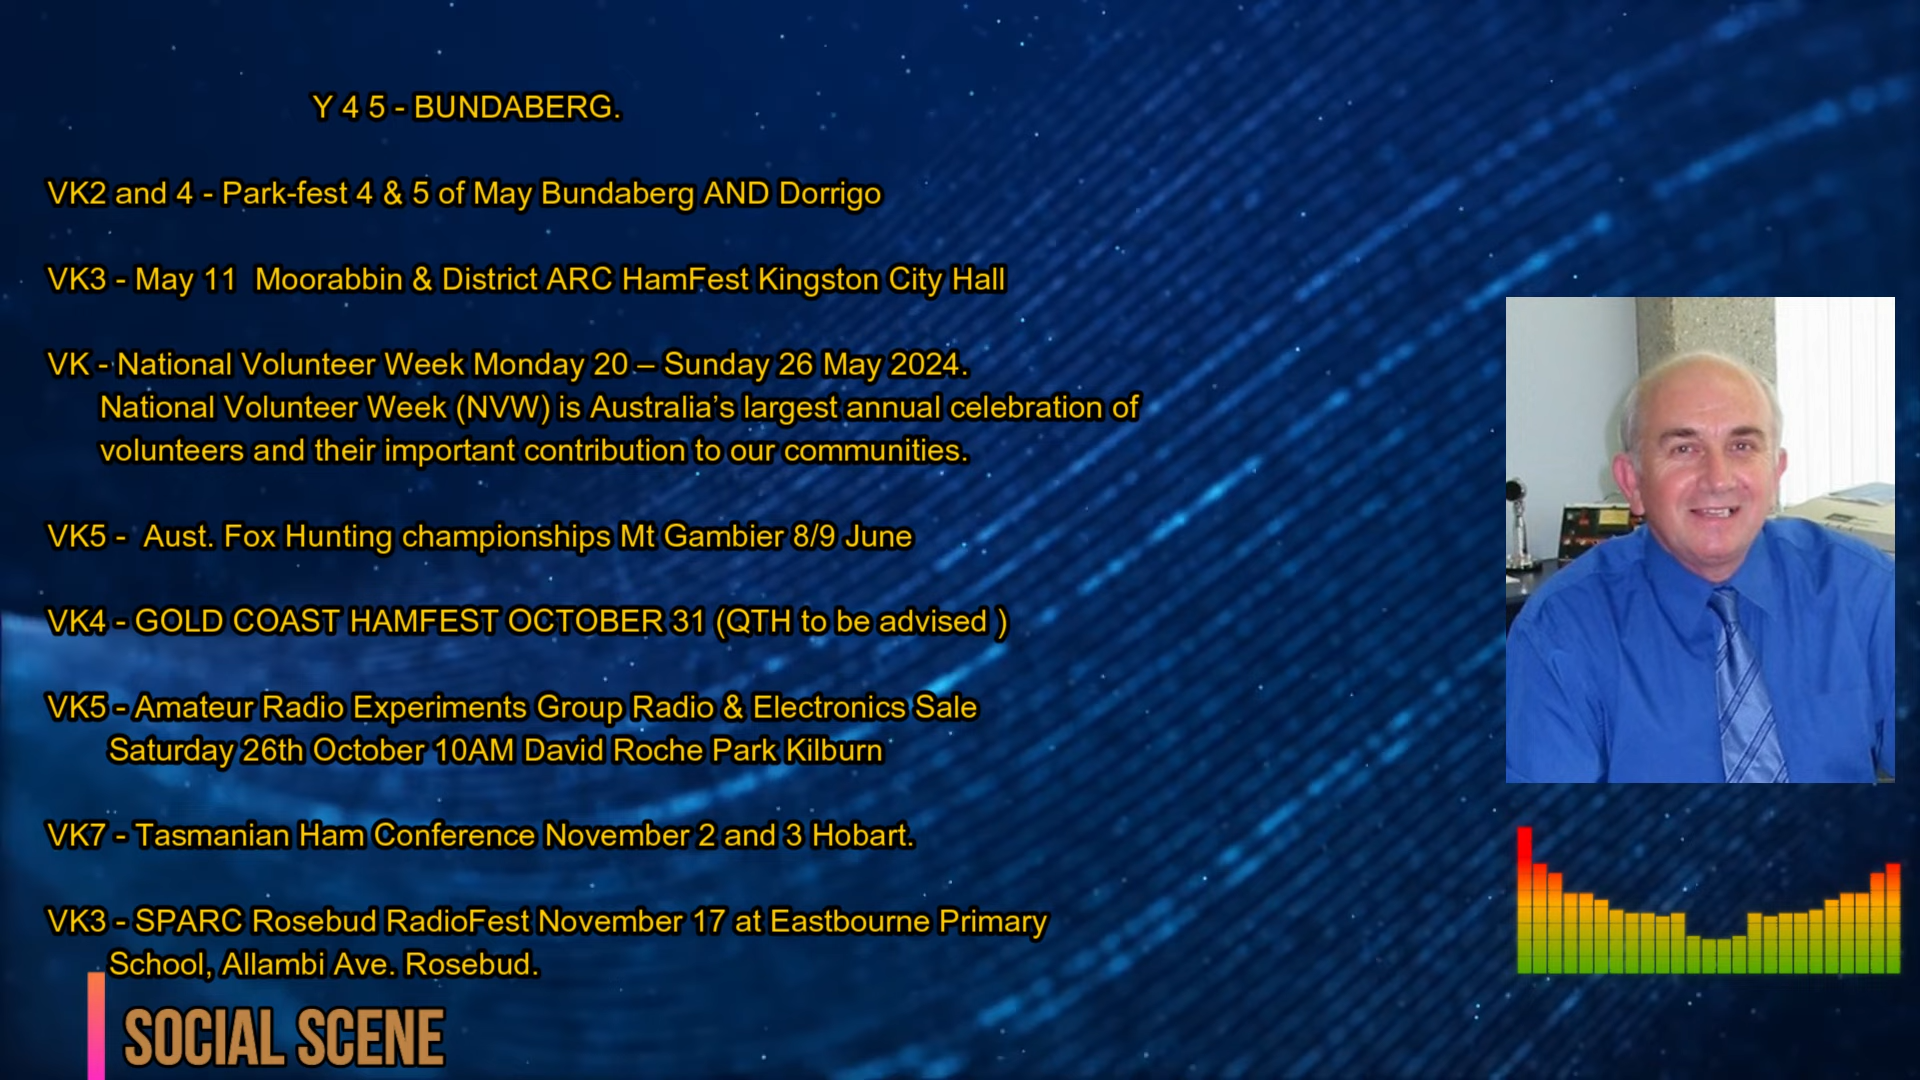 Y 4 5 - BUNDABERG.
VK2 and 4 - Park-fest 4 & 5 of May Bundaberg AND Dorrigo
VK3 - May 11 Moorabbin & District ARC HamFest Kingston City Hall
VK - National Volunteer Week Monday 20 – Sunday 26 May 2024.
National Volunteer Week (NVW) is Australia’s largest annual celebration of
volunteers and their important contribution to our communities.
VK5 - Aust. Fox Hunting championships Mt Gambier 8/9 June
VK4 - GOLD COAST HAMFEST OCTOBER 31 (QTH to be advised )
VK5 - Amateur Radio Experiments Group Radio & Electronics Sale
Saturday 26th October 10AM David Roche Park Kilburn
VK7 - Tasmanian Ham Conference November 2 and 3 Hobart.
VK3 - SPARC Rosebud RadioFest November 17 at Eastbourne Primary
School, Allambi Ave. Rosebud.
SOCIAL SCENE